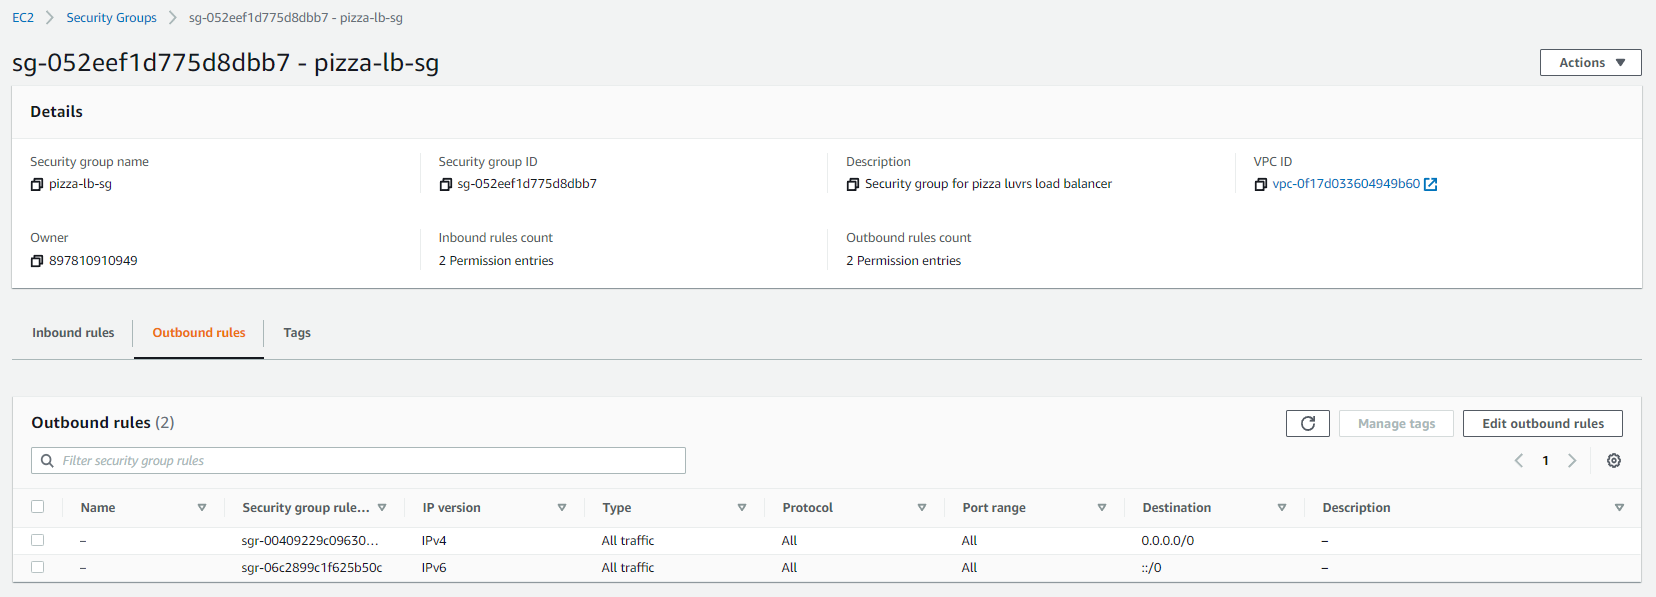 EC2 Security Groups sg-052eef1d775d8dbb7 - pizza-lb-sg
sg-052eef1d775d8dbb7 - pizza-lb-sg
Actions
Details
Security group name Security group ID Description VPC ID
pizza-lb-sg sg-052eef1d775d8dbb7 Security group for pizza luvrs load balancer vpc-0f17d033604949b60
Owner Inbound rules count Outbound rules count
897810910949 2 Permission entries 2 Permission entries
Inbound rules Outbound rules Tags
Outbound rules (2) Manage tags Edit outbound rules
Filter security group rules 1
Name Security group rule... IP version Type Protocol Port range Destination Description
– sgr-00409229c09630... IPv4 All traffic All All 0.0.0.0/0 –
– sgr-06c2899c1f625b50c IPv6 All traffic All All ::/0 –